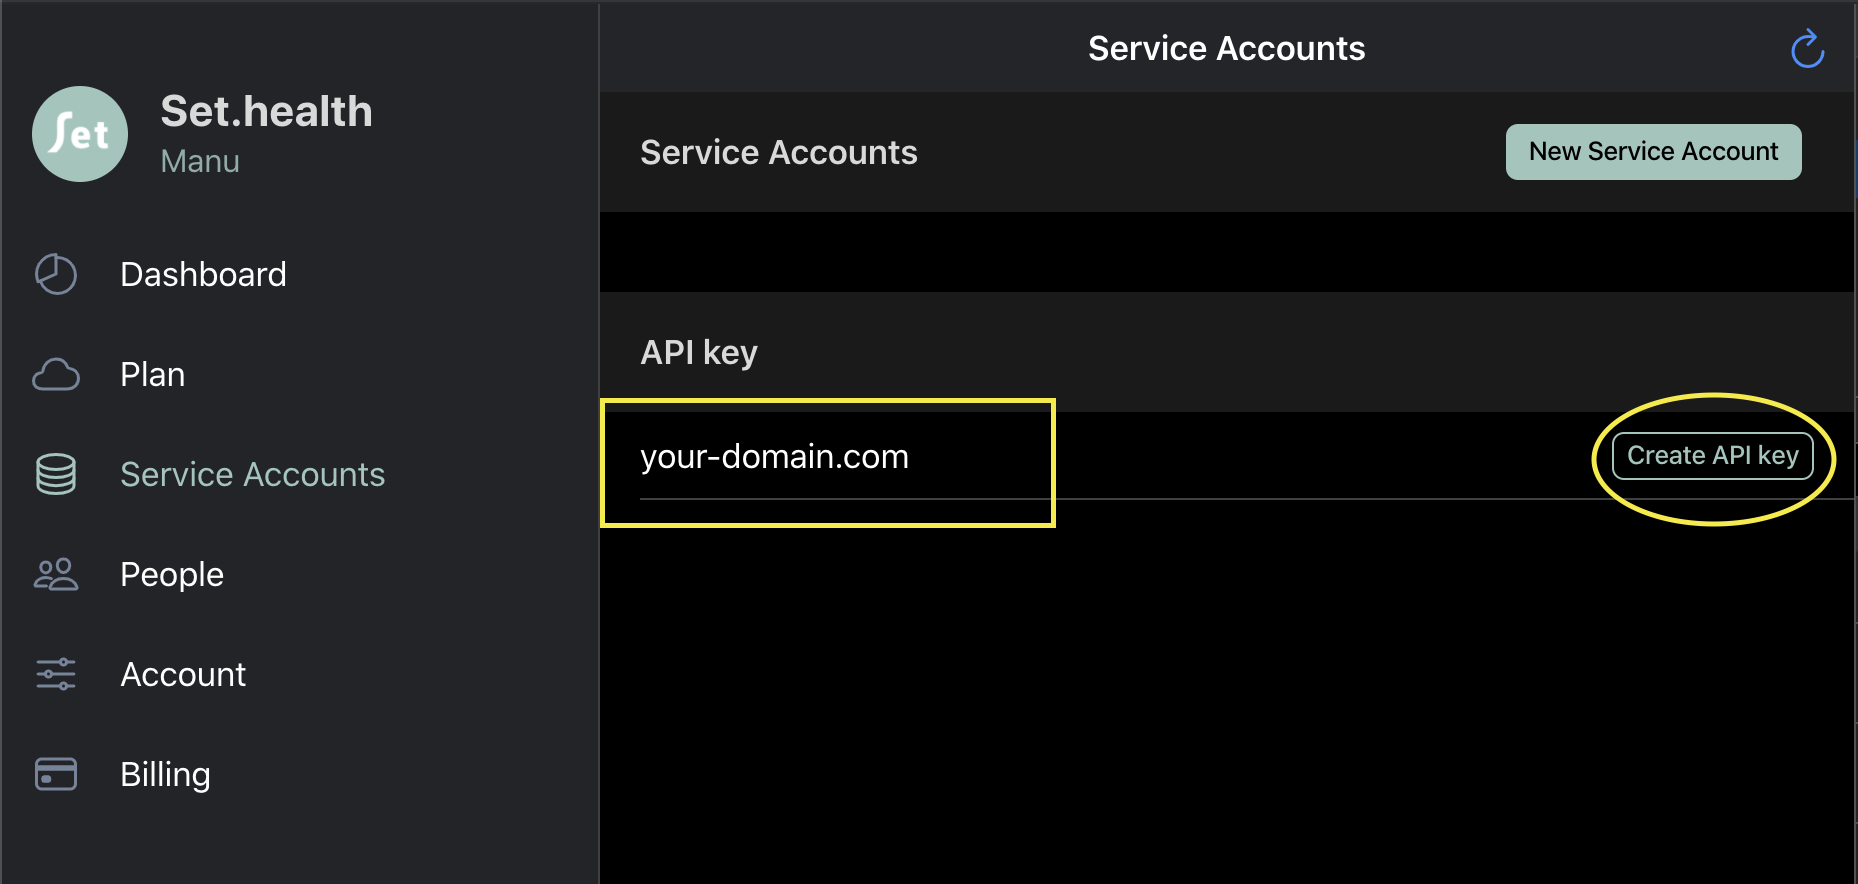 Set
Set.health
Manu
Dashboard
Plan
Service Accounts
People
Account
Billing
Service Accounts
Service Accounts
New Service Account
API key
your-domain.com
Create API key